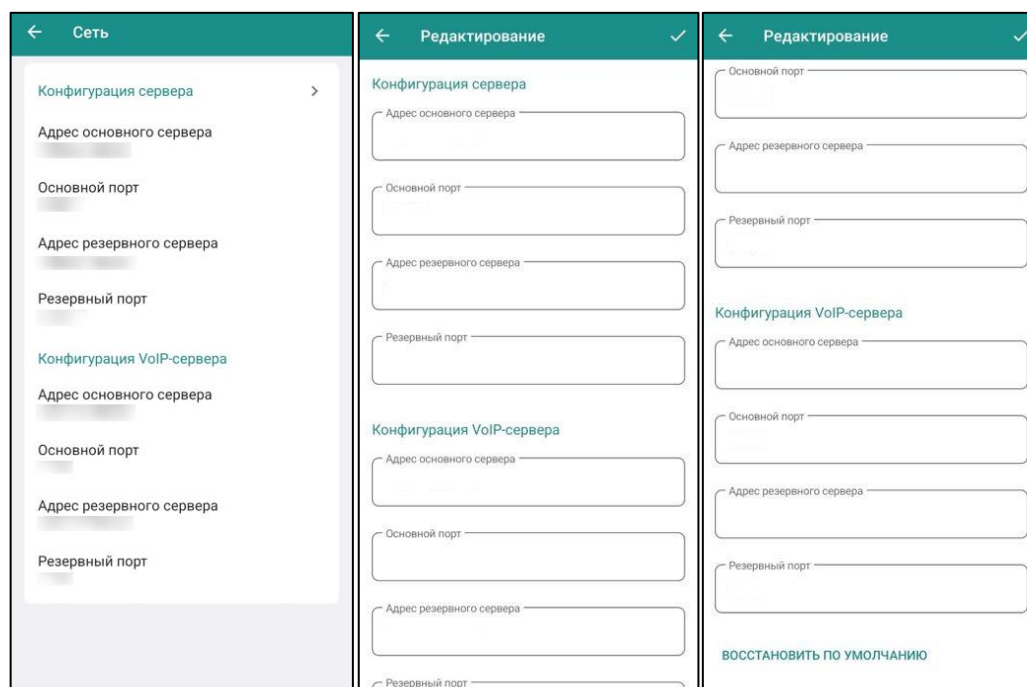 Сеть
Конфигурация сервера
Адрес основного сервера
Основной порт
Адрес резервного сервера
Резервный порт
Конфигурация VoIP-сервера
Адрес основного сервера
Основной порт
Адрес резервного сервера
Резервный порт
Редактирование
Конфигурация сервера
Адрес основного сервера
Основной порт
Адрес резервного сервера
Резервный порт
Конфигурация VoIP-сервера
Адрес основного сервера
Основной порт
Адрес резервного сервера
Резервный порт
Редактирование
Основной порт
Адрес резервного сервера
Резервный порт
Конфигурация VoIP-сервера
Адрес основного сервера
Основной порт
Адрес резервного сервера
Резервный порт
ВОССТАНОВИТЬ ПО УМОЛЧАНИЮ